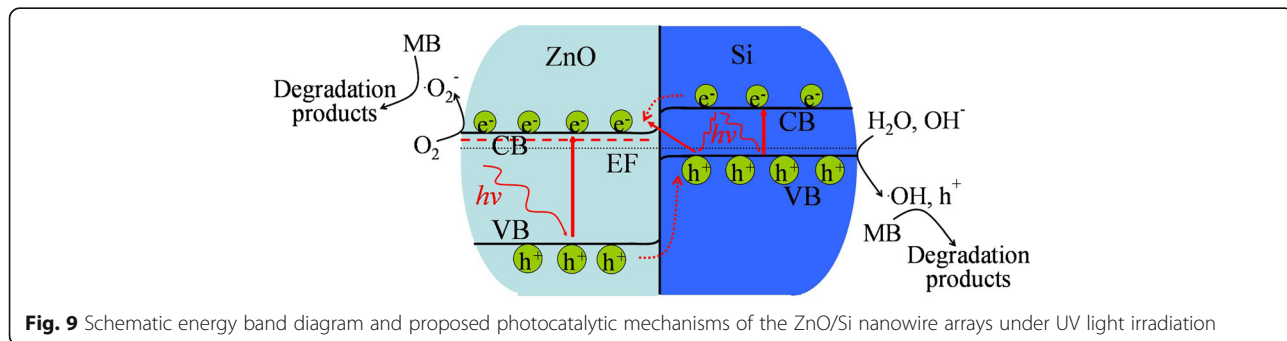 MB
ZnO
Si
Degradation
products
·O₂⁻
e⁻ e⁻ e⁻ e⁻
e⁻ e⁻ e⁻
O₂
CB
EF
hν
hν
CB
H₂O, OH⁻
h⁺ h⁺ h⁺ h⁺
VB
·OH, h⁺
MB
Degradation
products
VB
h⁺ h⁺ h⁺
Fig. 9 Schematic energy band diagram and proposed photocatalytic mechanisms of the ZnO/Si nanowire arrays under UV light irradiation